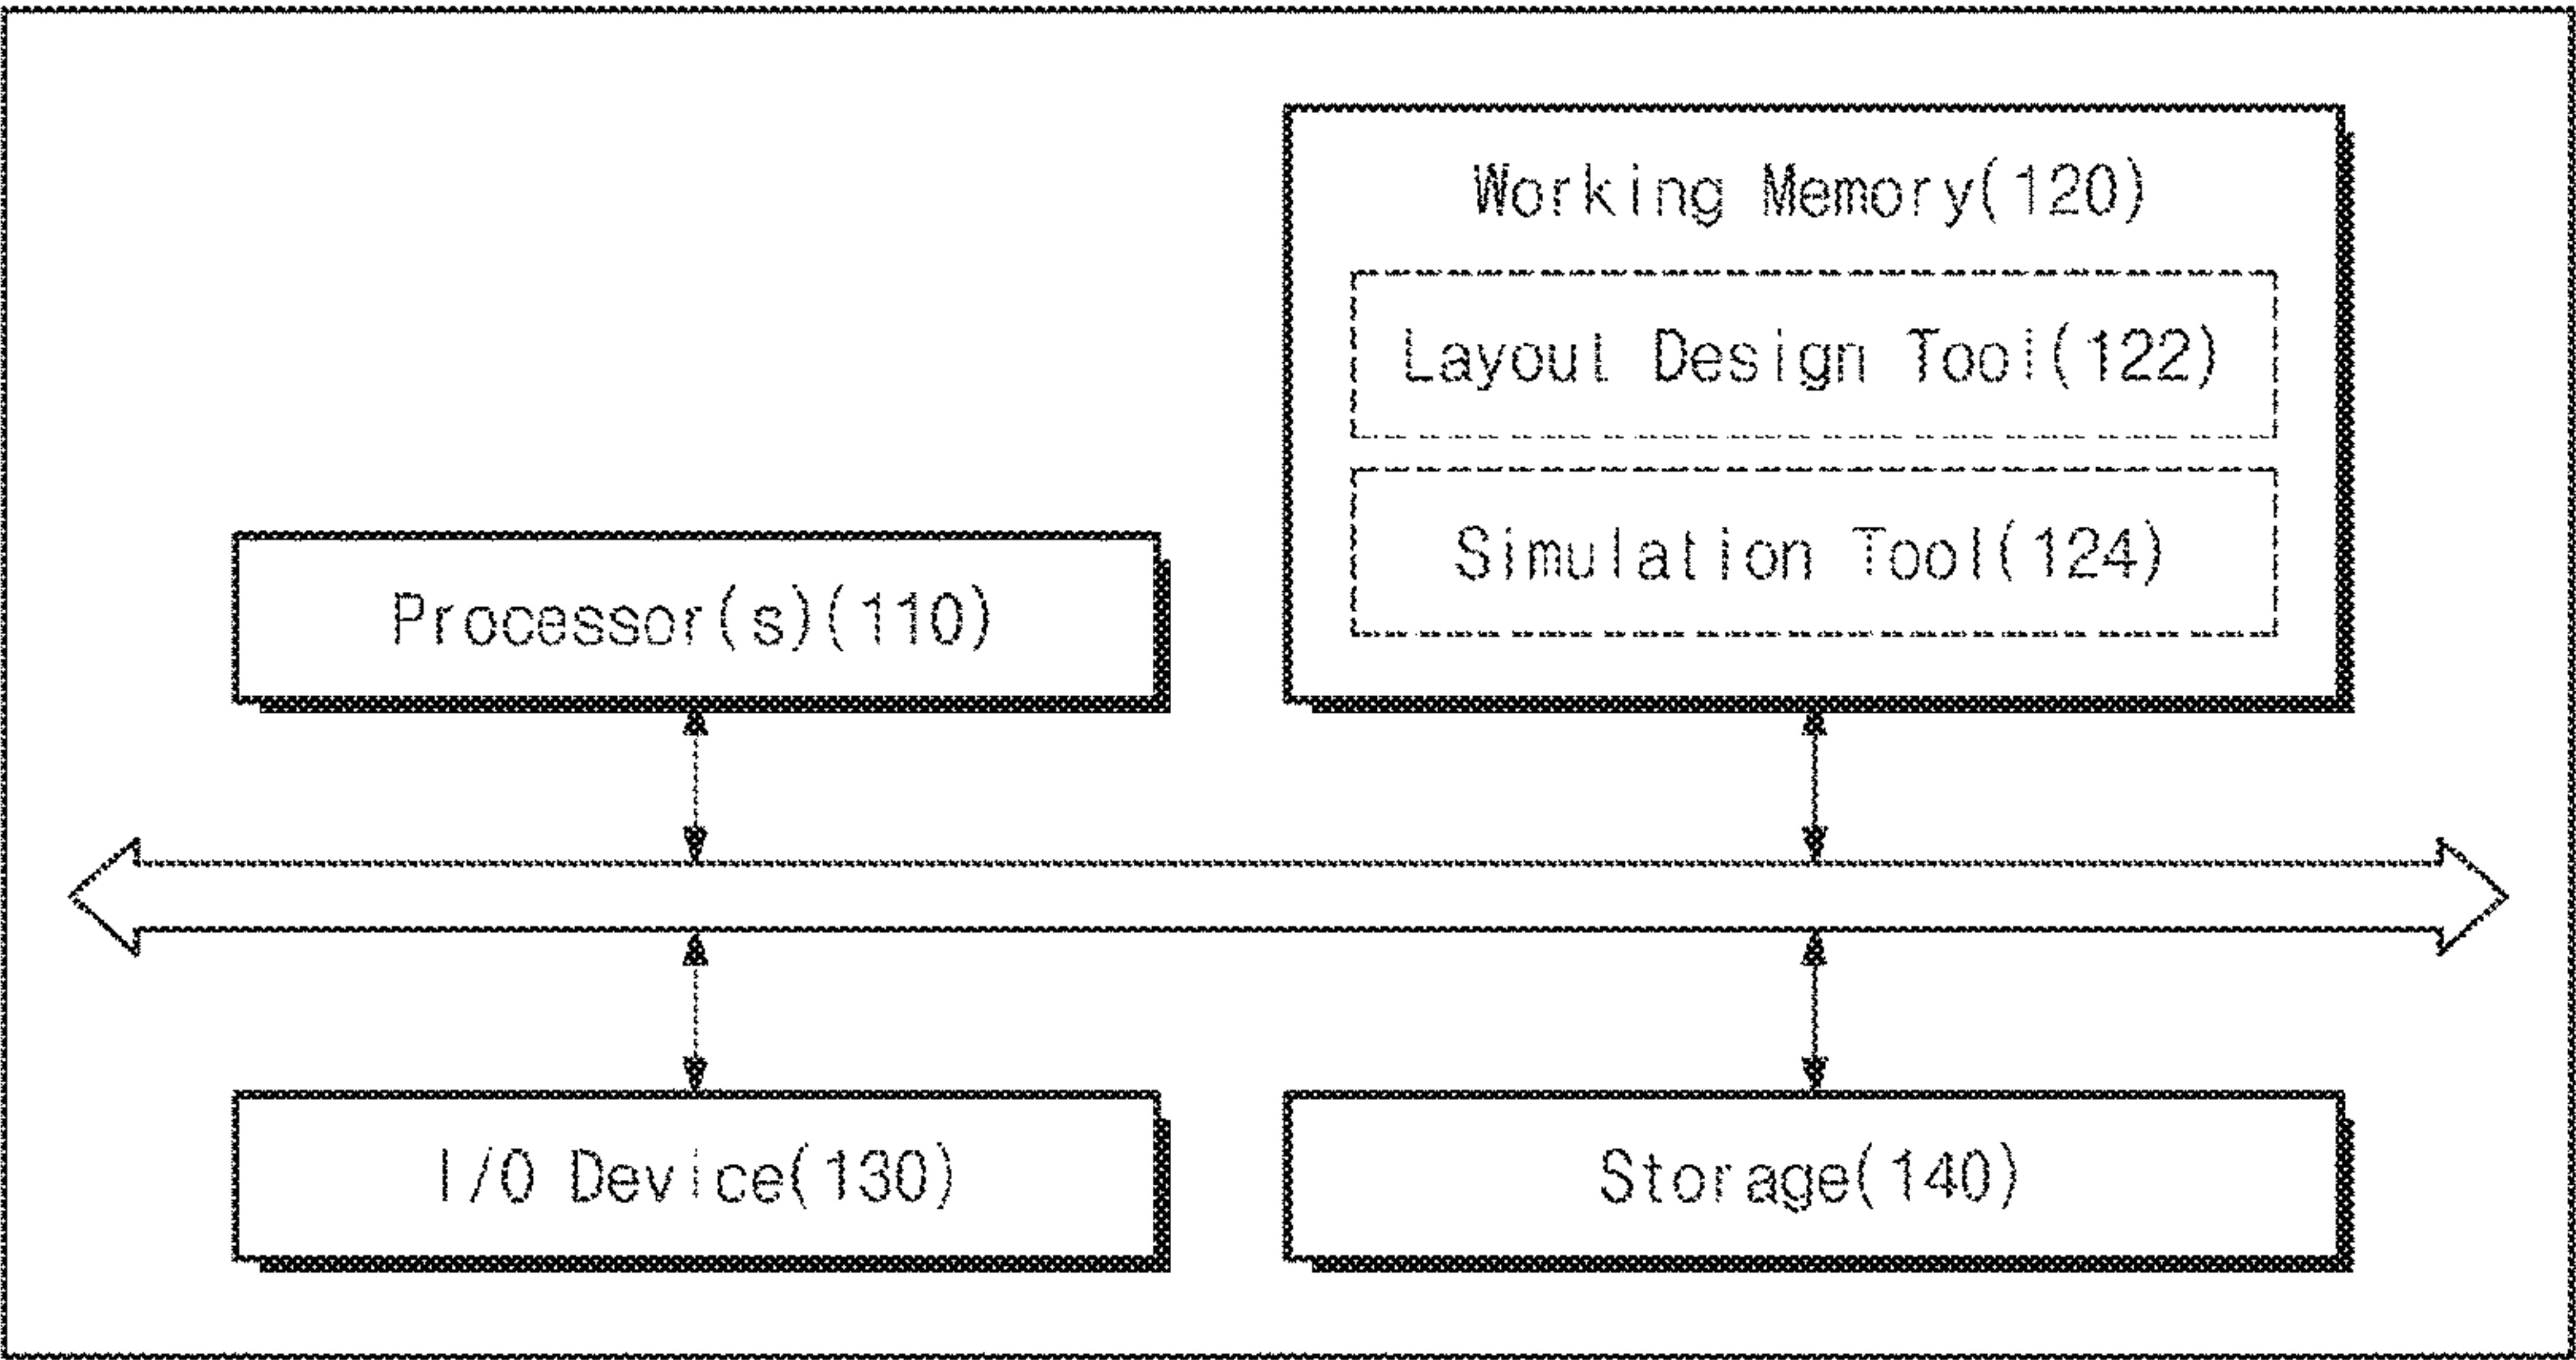 Working Memory(120)
Layout Design Tool(122)
Simulation Tool(124)
Processor(s)(110)
I/O Device(130)
Storage(140)